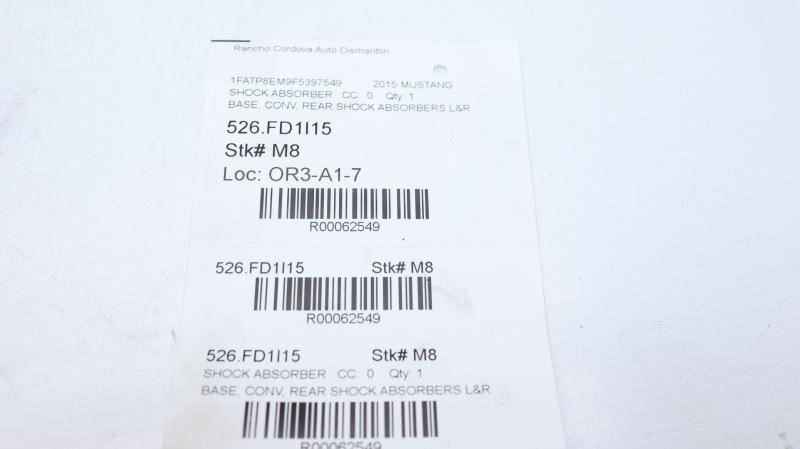 Rancho Cordova Auto Dismantlin
1FATP8EM9F5397549 2015 MUSTANG
SHOCK ABSORBER CC: 0 Qty: 1
BASE, CONV, REAR SHOCK ABSORBERS L&R
526.FD1I15
Stk# M8
Loc: OR3-A1-7
R00062549
526.FD1I15 Stk# M8
R00062549
526.FD1I15 Stk# M8
SHOCK ABSORBER CC: 0 Qty: 1
BASE, CONV, REAR SHOCK ABSORBERS L&R
R00062549